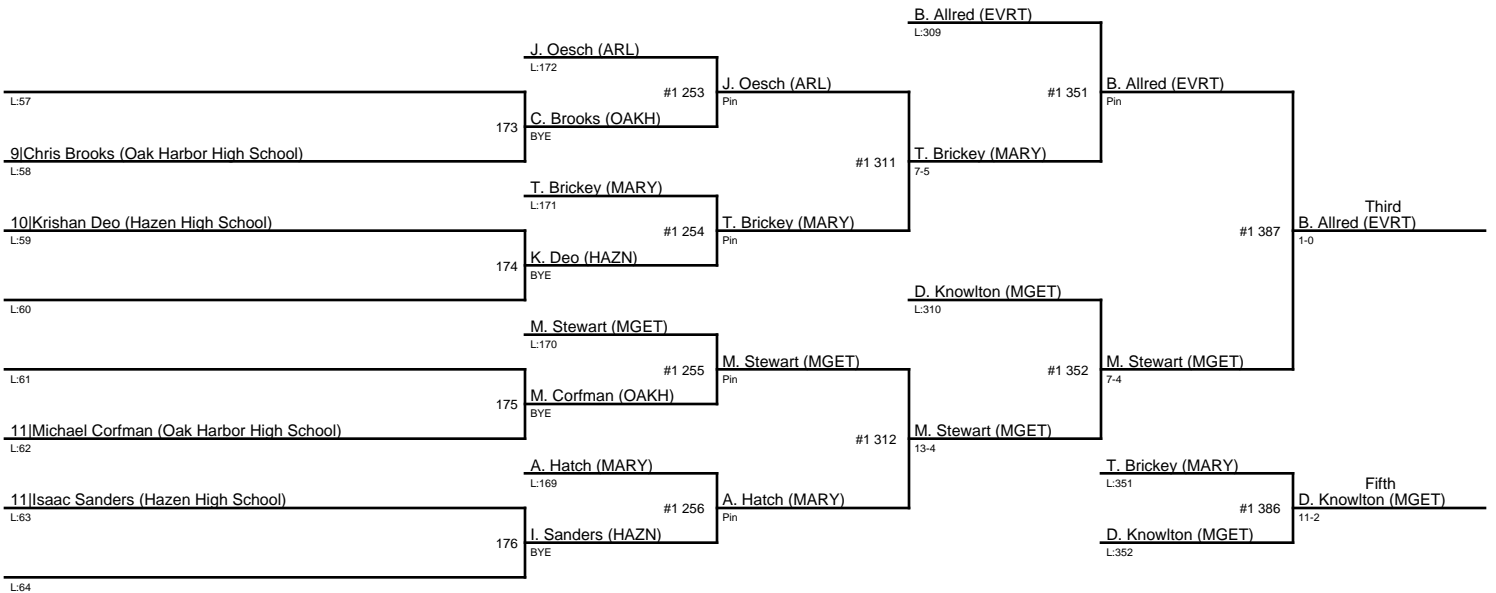 B. Allred (EVRT)
L:309
J. Oesch (ARL)
L:172
#1 253
J. Oesch (ARL)
Pin
#1 351
B. Allred (EVRT)
Pin
L:57
173
C. Brooks (OAKH)
BYE
9|Chris Brooks (Oak Harbor High School)
L:58
#1 311
T. Brickey (MARY)
7-5
T. Brickey (MARY)
L:171
10|Krishan Deo (Hazen High School)
L:59
#1 254
T. Brickey (MARY)
Pin
#1 387
Third
B. Allred (EVRT)
1-0
174
K. Deo (HAZN)
BYE
L:60
D. Knowlton (MGET)
L:310
M. Stewart (MGET)
L:170
L:61
#1 255
M. Stewart (MGET)
Pin
#1 352
M. Stewart (MGET)
7-4
175
M. Corfman (OAKH)
BYE
11|Michael Corfman (Oak Harbor High School)
L:62
#1 312
M. Stewart (MGET)
13-4
A. Hatch (MARY)
L:169
T. Brickey (MARY)
L:351
11|Isaac Sanders (Hazen High School)
L:63
#1 256
A. Hatch (MARY)
Pin
#1 386
Fifth
D. Knowlton (MGET)
11-2
176
I. Sanders (HAZN)
BYE
D. Knowlton (MGET)
L:352
L:64